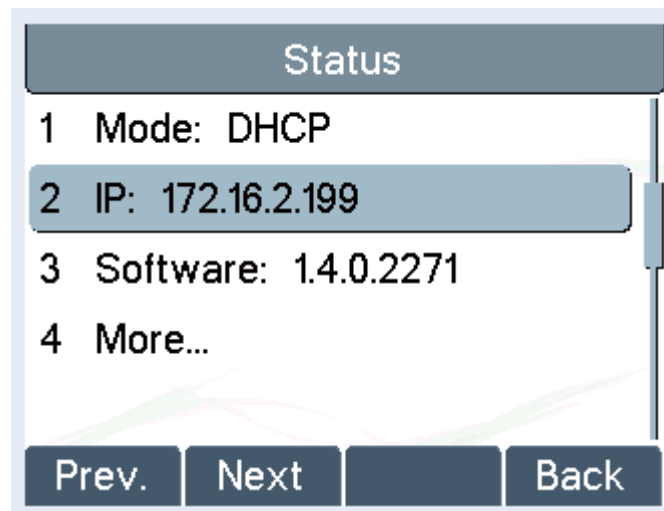 Status
1 Mode: DHCP
2 IP: 172.16.2.199
3 Software: 1.4.0.2271
4 More...
Prev. Next Back